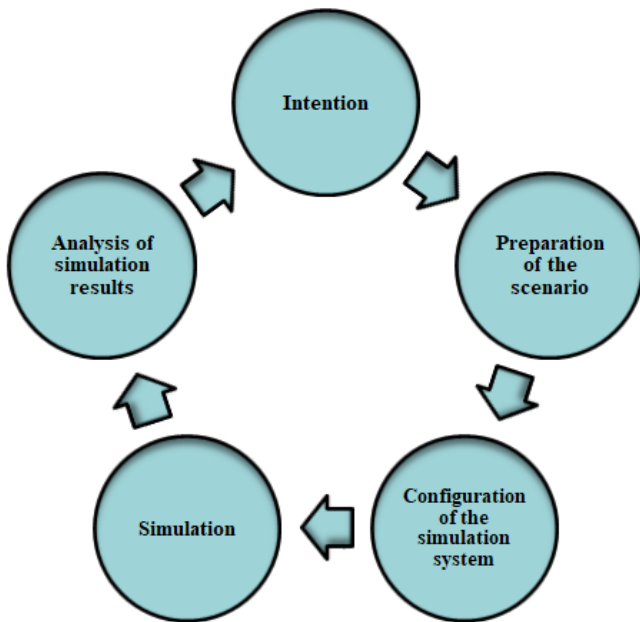 Intention
Preparation
of the
scenario
Configuration
of the
simulation
system
Simulation
Analysis of
simulation
results